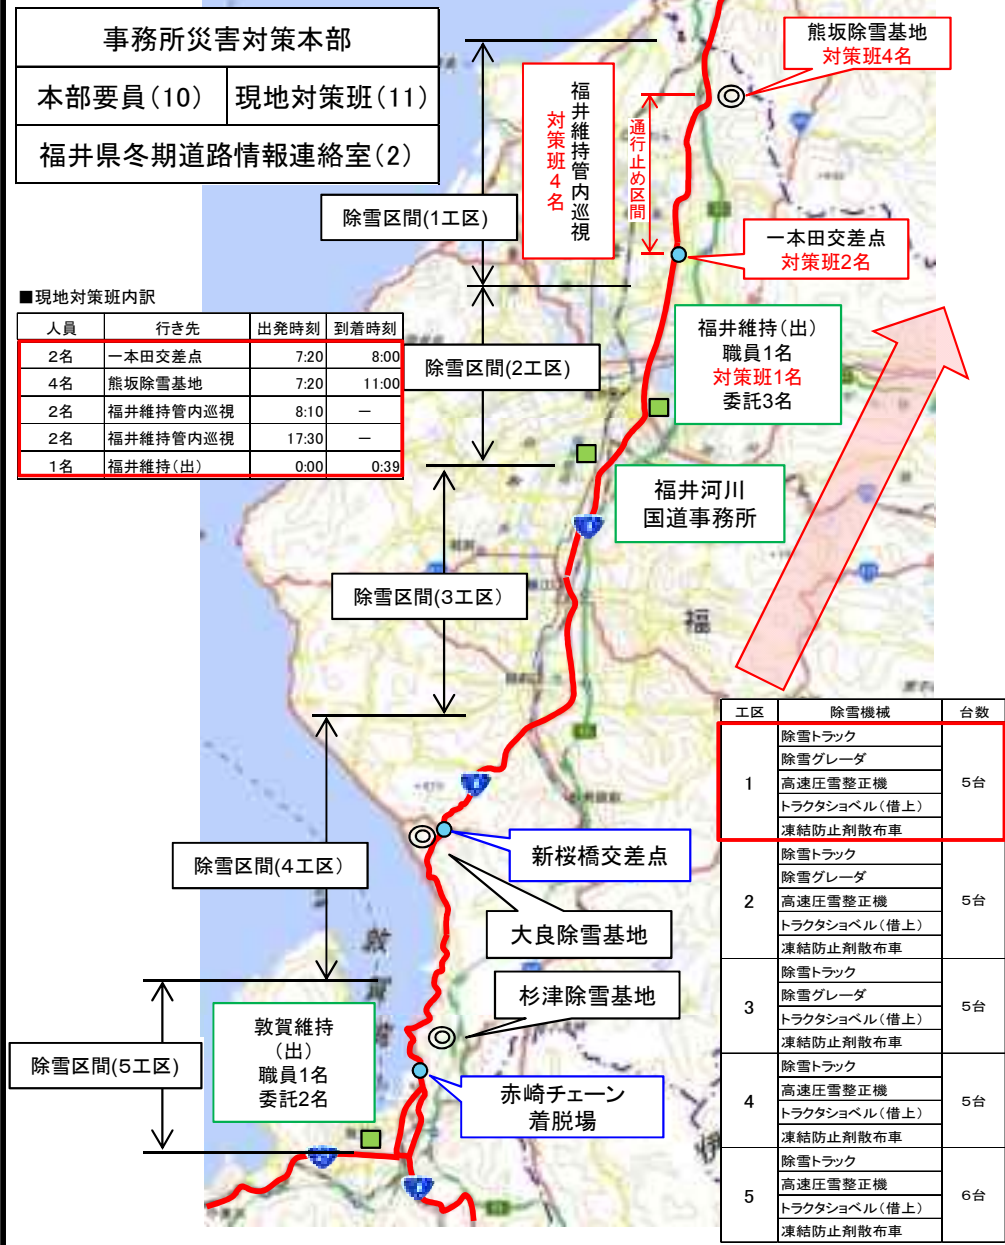 事務所災害対策本部
本部要員(10) 現地対策班(11)
福井県冬期道路情報連絡室(2)
熊坂除雪基地
対策班4名
福井維持管内巡視
対策班4名
通行止め区間
除雪区間(1工区)
一本田交差点
対策班2名
■現地対策班内訳
人員 行き先 出発時刻 到着時刻
2名 一本田交差点 7:20 8:00
4名 熊坂除雪基地 7:20 11:00
2名 福井維持管内巡視 8:10 －
2名 福井維持管内巡視 17:30 －
1名 福井維持(出) 0:00 0:39
除雪区間(2工区)
福井維持(出)
職員1名
対策班1名
委託3名
福井河川
国道事務所
除雪区間(3工区)
福
除雪区間(4工区)
新桜橋交差点
大良除雪基地
杉津除雪基地
敦賀
除雪区間(5工区)
敦賀維持
(出)
職員1名
委託2名
赤崎チェーン
着脱場
工区 除雪機械 台数
1 除雪トラック 5台
除雪グレーダ
高速圧雪整正機
トラクタショベル(借上)
凍結防止剤散布車
2 除雪トラック 5台
除雪グレーダ
高速圧雪整正機
トラクタショベル(借上)
凍結防止剤散布車
3 除雪トラック 5台
除雪グレーダ
トラクタショベル(借上)
凍結防止剤散布車
4 除雪トラック 5台
高速圧雪整正機
トラクタショベル(借上)
凍結防止剤散布車
5 除雪トラック 6台
高速圧雪整正機
トラクタショベル(借上)
凍結防止剤散布車